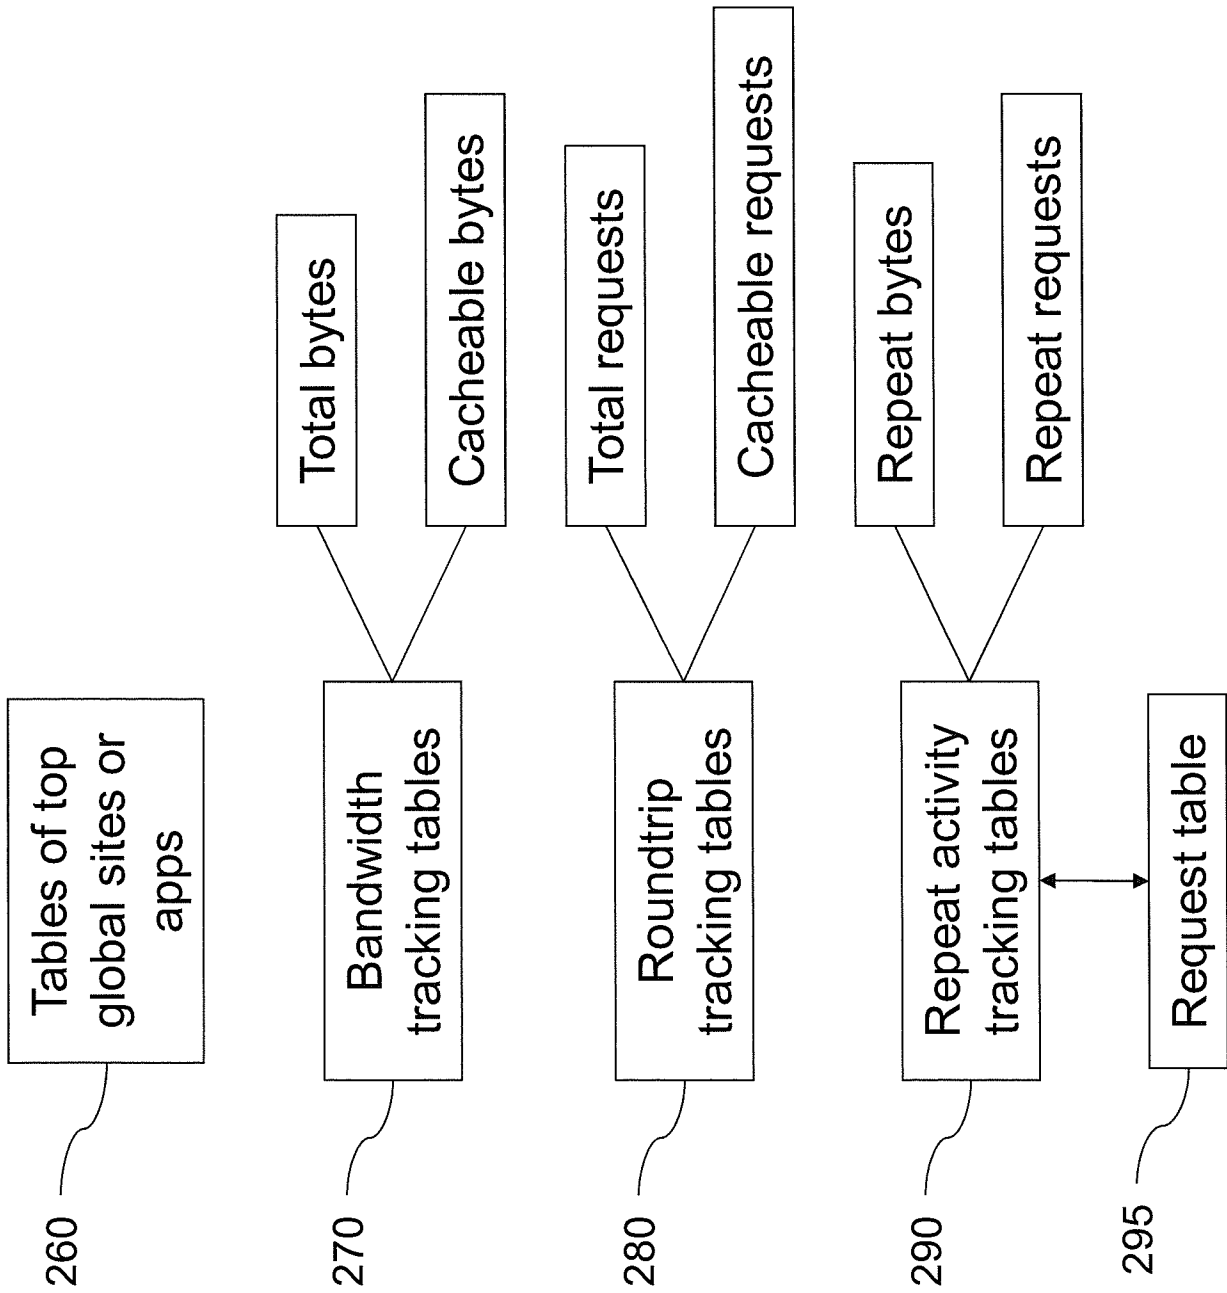 260
Tables of top
global sites or
apps
270
Bandwidth
tracking tables
Total bytes
Cacheable bytes
280
Roundtrip
tracking tables
Total requests
Cacheable requests
290
Repeat activity
tracking tables
Repeat bytes
Repeat requests
295
Request table